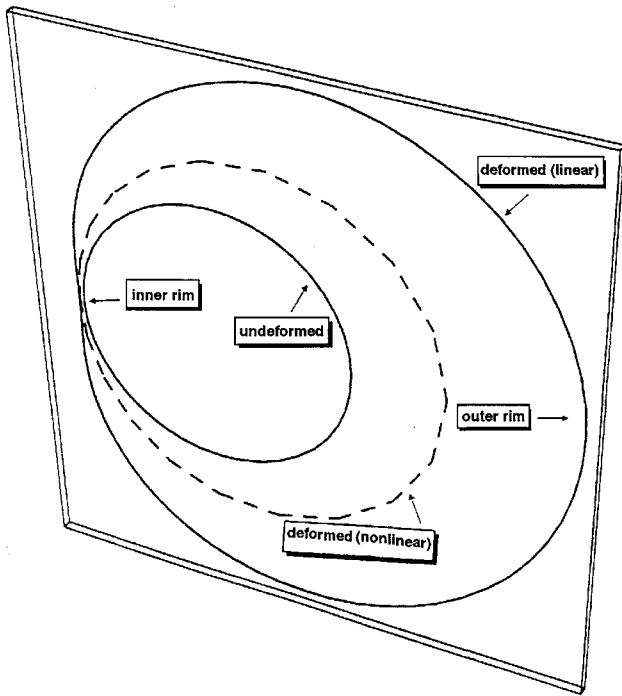 deformed (linear)
inner rim
undeformed
outer rim
deformed (nonlinear)